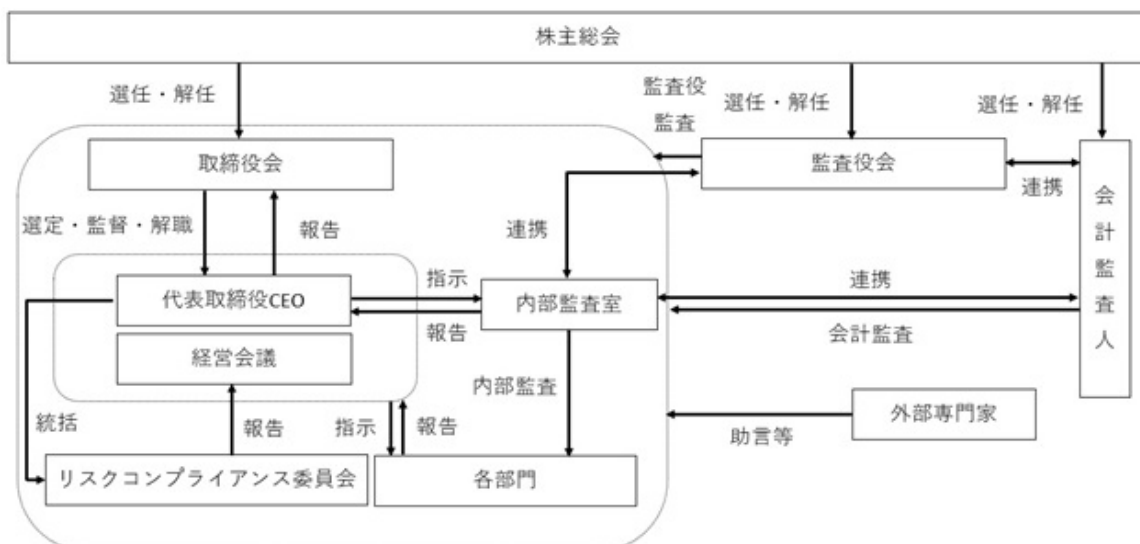 株主総会
選任・解任
監査役
監査
選任・解任
選任・解任
取締役会
監査役会
連携
会計監査人
選定・監督・解職
報告
連携
代表取締役CEO
指示
報告
内部監査室
連携
会計監査
経営会議
内部監査
統括
報告
指示
報告
助言等
外部専門家
リスクコンプライアンス委員会
各部門